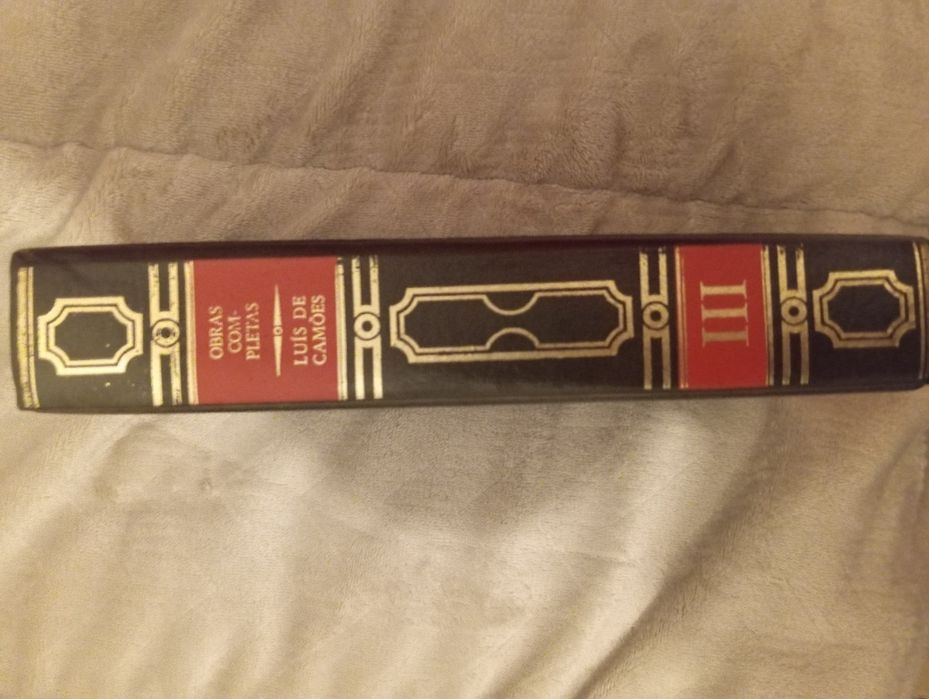 OBRAS
COM-
PLETAS
LUÍS DE
CAMÕES
III